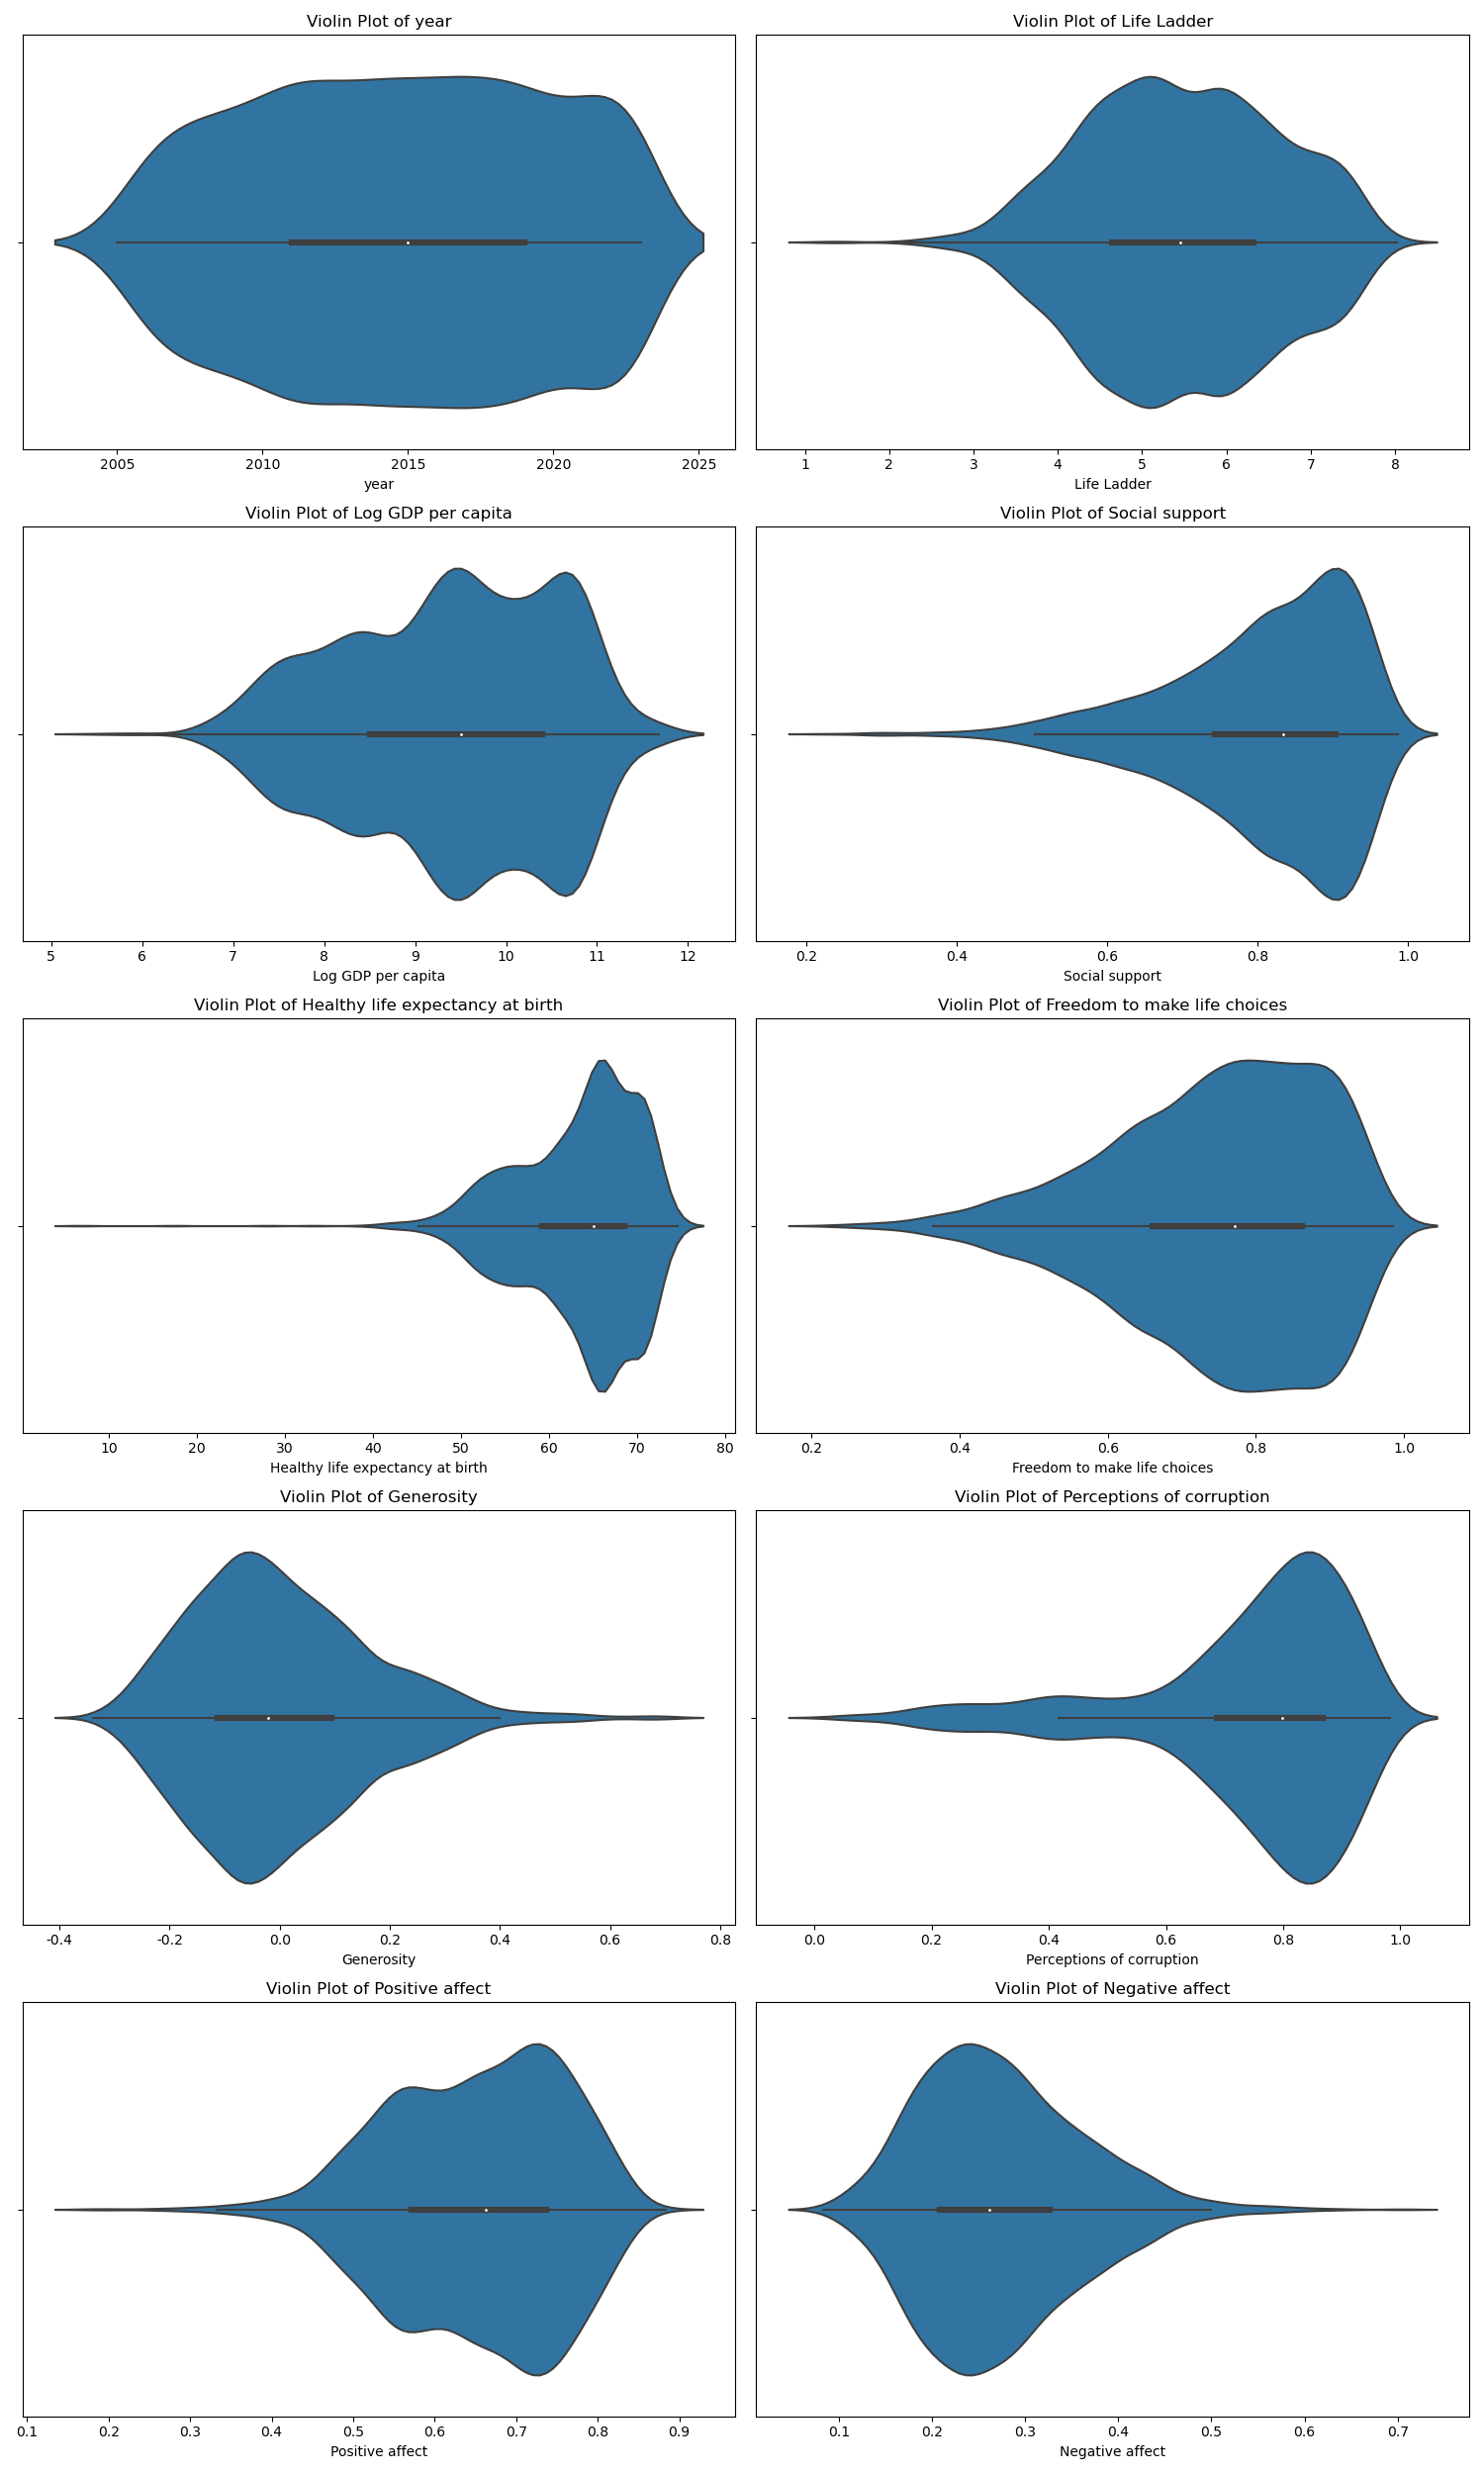 Violin Plot of year
2005 2010 2015 2020 2025
year
Violin Plot of Life Ladder
1 2 3 4 5 6 7 8
Life Ladder
Violin Plot of Log GDP per capita
5 6 7 8 9 10 11 12
Log GDP per capita
Violin Plot of Social support
0.2 0.4 0.6 0.8 1.0
Social support
Violin Plot of Healthy life expectancy at birth
10 20 30 40 50 60 70 80
Healthy life expectancy at birth
Violin Plot of Freedom to make life choices
0.2 0.4 0.6 0.8 1.0
Freedom to make life choices
Violin Plot of Generosity
-0.4 -0.2 0.0 0.2 0.4 0.6 0.8
Generosity
Violin Plot of Perceptions of corruption
0.0 0.2 0.4 0.6 0.8 1.0
Perceptions of corruption
Violin Plot of Positive affect
0.1 0.2 0.3 0.4 0.5 0.6 0.7 0.8 0.9
Positive affect
Violin Plot of Negative affect
0.1 0.2 0.3 0.4 0.5 0.6 0.7
Negative affect